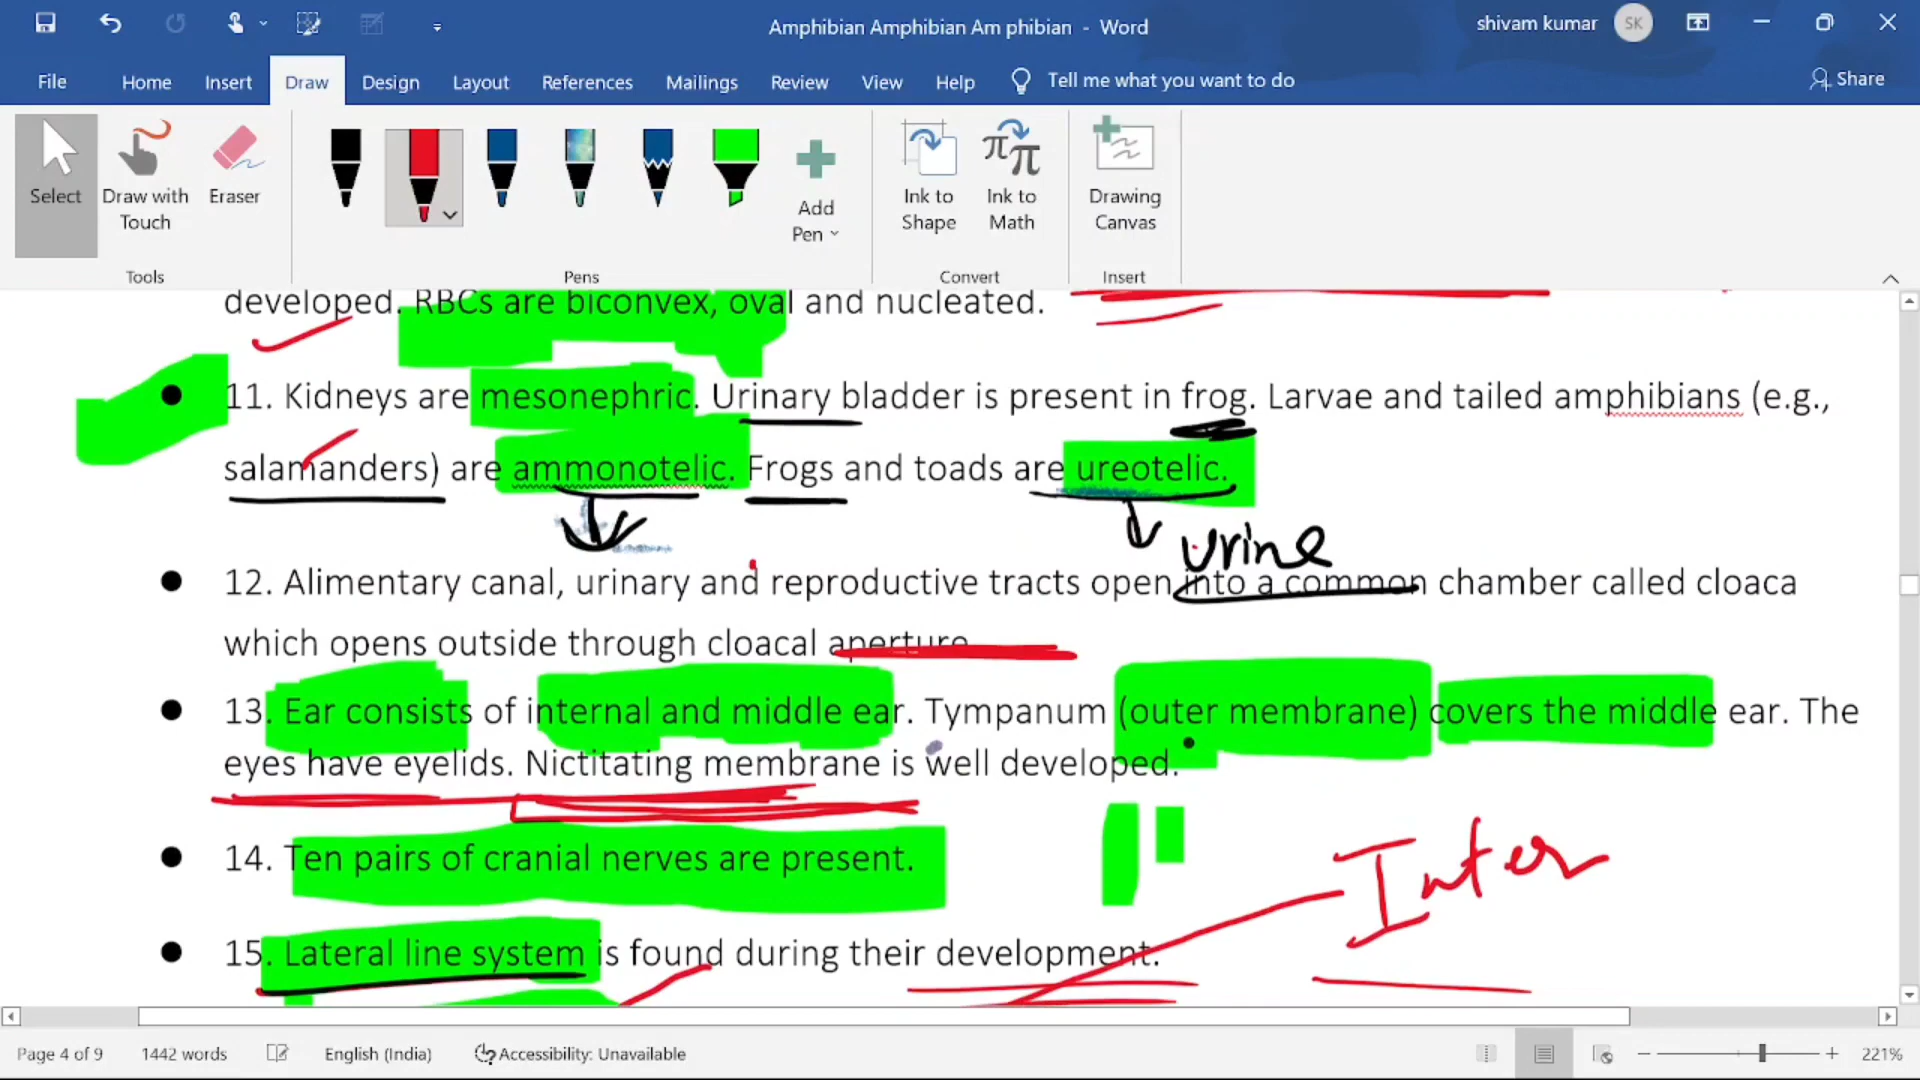 Amphibian Amphibian Am phibian - Word
shivam kumar SK
File Home Insert Draw Design Layout References Mailings Review View Help Tell me what you want to do Share
Select Draw with Touch Eraser Add Pen Ink to Shape Ink to Math Drawing Canvas
Tools Pens Convert Insert
developed. RBCs are biconvex, oval and nucleated.
11. Kidneys are mesonephric. Urinary bladder is present in frog. Larvae and tailed amphibians (e.g.,
salamanders) are ammonotelic. Frogs and toads are ureotelic.
Urine
12. Alimentary canal, urinary and reproductive tracts open into a common chamber called cloaca
which opens outside through cloacal aperture
13. Ear consists of internal and middle ear. Tympanum (outer membrane) covers the middle ear. The
eyes have eyelids. Nictitating membrane is well developed.
14. Ten pairs of cranial nerves are present.
Inter
15. Lateral line system is found during their development.
Page 4 of 9 1442 words English (India) Accessibility: Unavailable 221%